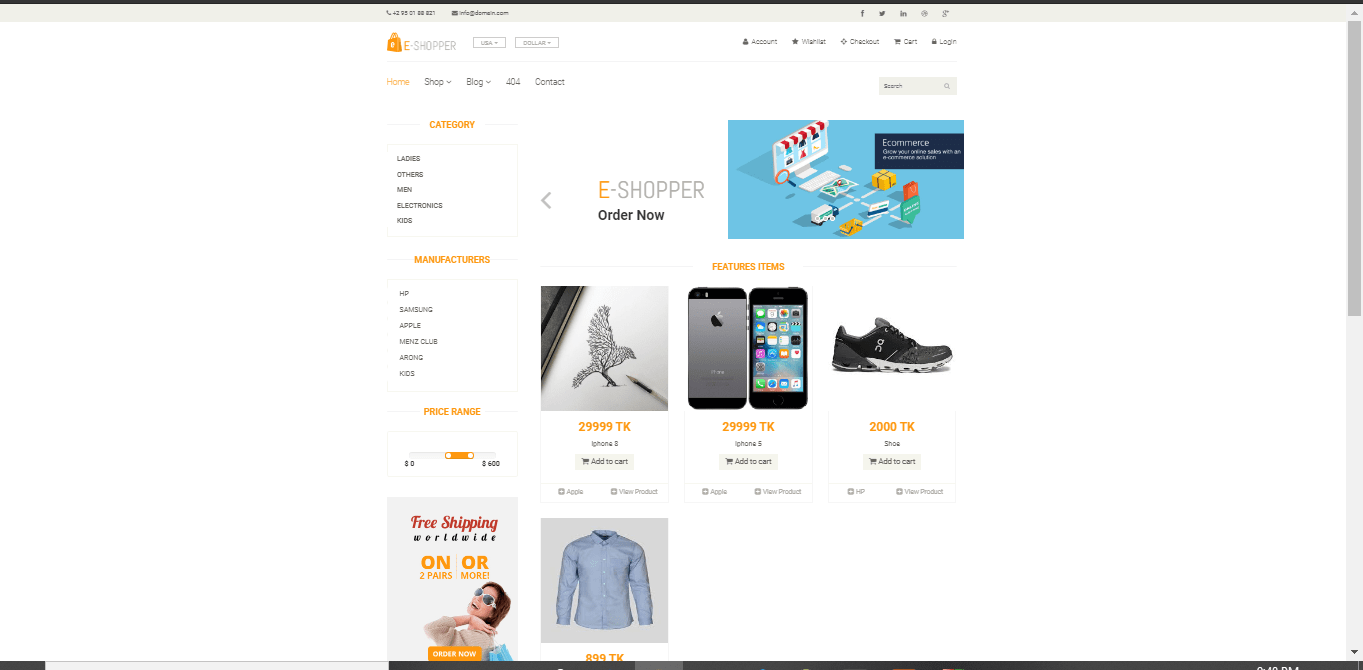 +2 95 01 88 821 info@domain.com
E-SHOPPER USA DOLLAR
Account Wishlist Checkout Cart Login
Home Shop Blog 404 Contact
Search
CATEGORY
LADIES
OTHERS
MEN
ELECTRONICS
KIDS
MANUFACTURERS
HP
SAMSUNG
APPLE
MENZ CLUB
ARONG
KIDS
PRICE RANGE
$ 0 $ 600
Free Shipping
worldwide
ON OR
2 PAIRS MORE!
ORDER NOW
E-SHOPPER
Order Now
Ecommerce
Grow your online sales with an
e-commerce solution
FEATURES ITEMS
29999 TK
Iphone 8
Add to cart
Apple View Product
iPhone
29999 TK
Iphone 5
Add to cart
Apple View Product
2000 TK
Shoe
Add to cart
HP View Product
899 TK